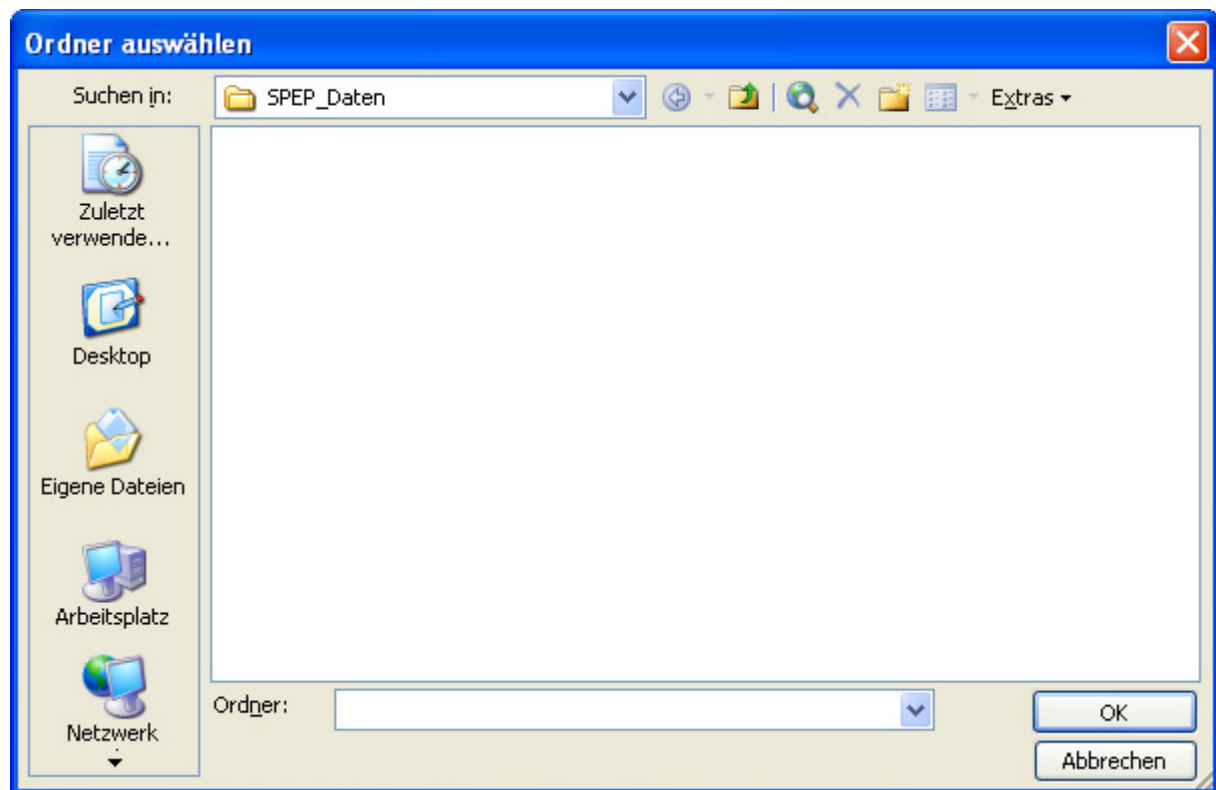 Ordner auswählen
Suchen in:
SPEP_Daten
Extras
Zuletzt
verwende...
Desktop
Eigene Dateien
Arbeitsplatz
Netzwerk
Ordner:
OK
Abbrechen